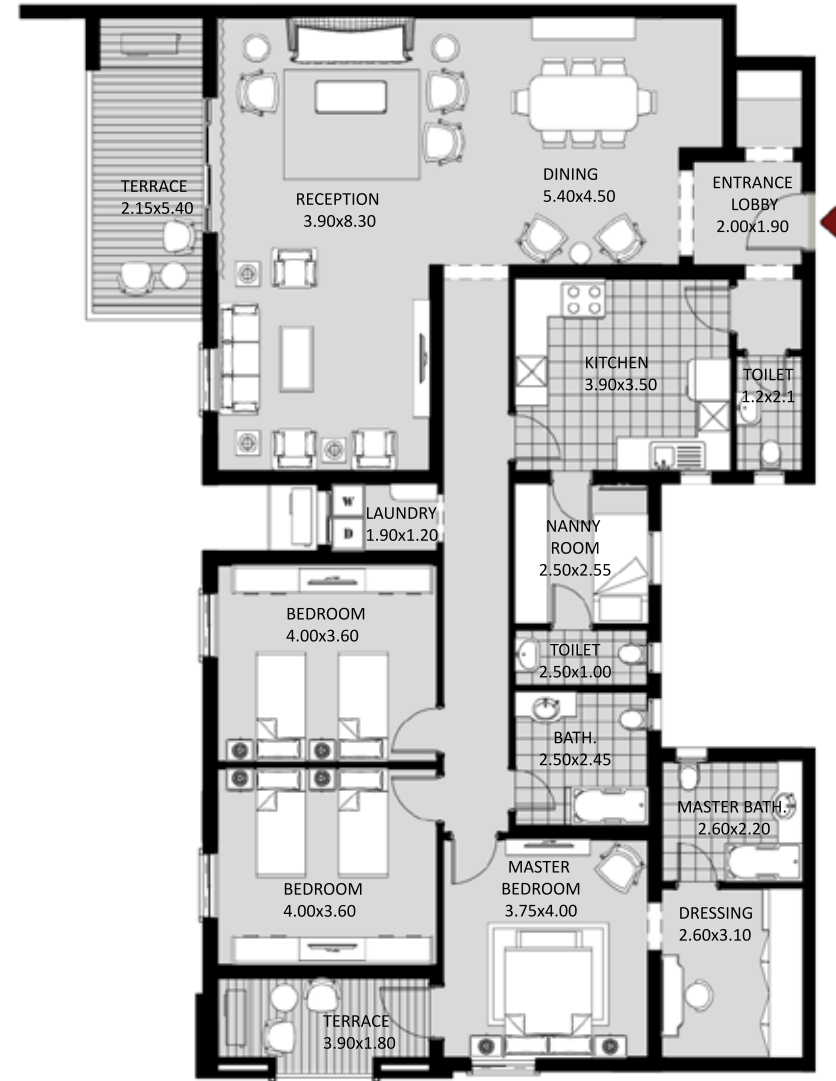 TERRACE
2.15x5.40
RECEPTION
3.90x8.30
DINING
5.40x4.50
ENTRANCE
LOBBY
2.00x1.90
KITCHEN
3.90x3.50
TOILET
1.2x2.1
W
D
LAUNDRY
1.90x1.20
NANNY
ROOM
2.50x2.55
BEDROOM
4.00x3.60
TOILET
2.50x1.00
BATH.
2.50x2.45
MASTER BATH.
2.60x2.20
BEDROOM
4.00x3.60
MASTER
BEDROOM
3.75x4.00
DRESSING
2.60x3.10
TERRACE
3.90x1.80